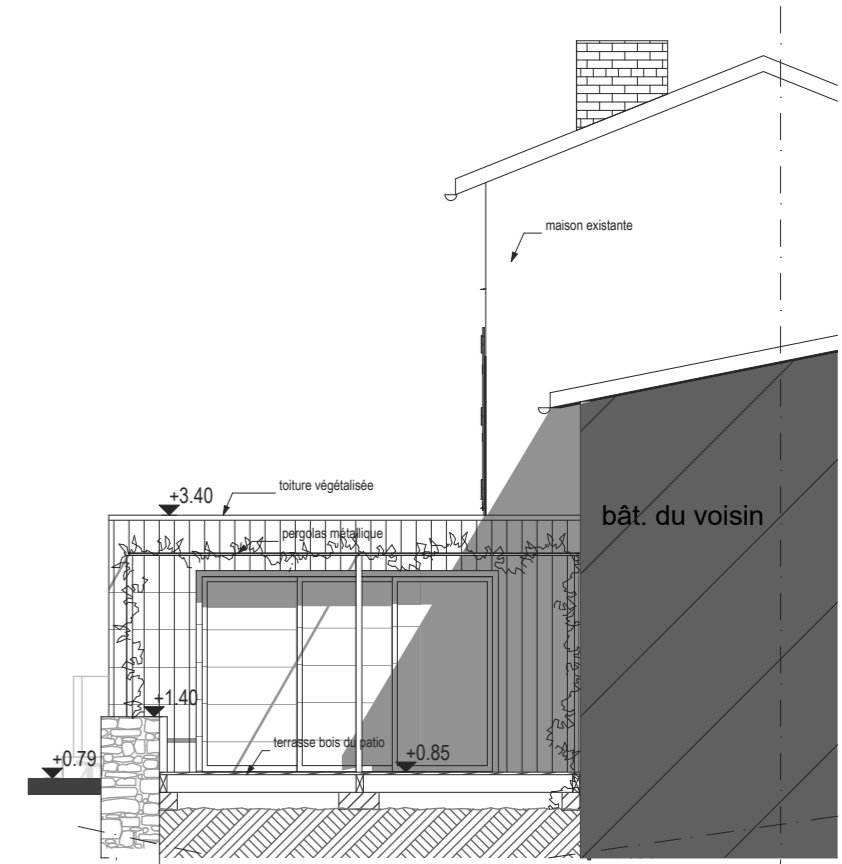 maison existante
toiture végétalisée
+3.40
bât. du voisin
pergolas métallique
+1.40
terrasse bois du patio
+0.85
+0.79